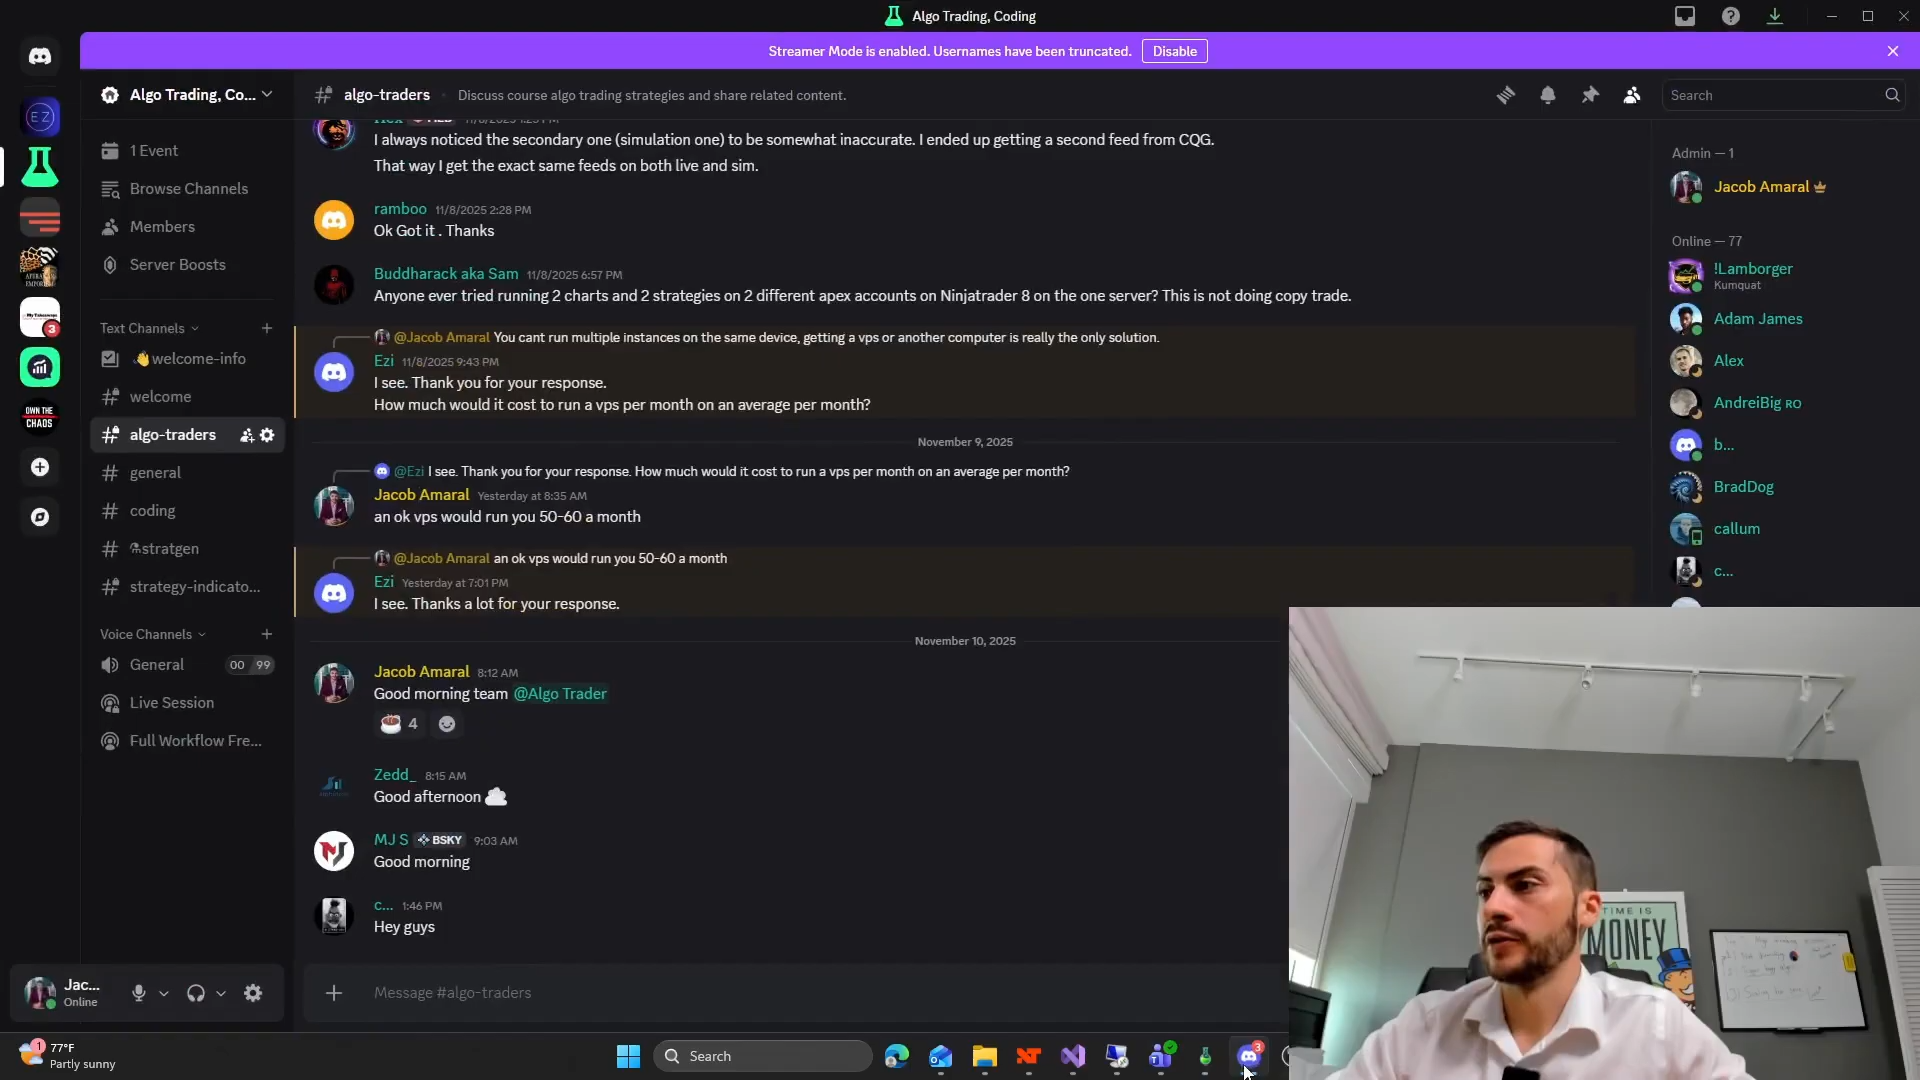 Algo Trading, Coding
Streamer Mode is enabled. Usernames have been truncated. Disable
Algo Trading, Co...
algo-traders
Discuss course algo trading strategies and share related content.
Search
1 Event
Browse Channels
Members
Server Boosts
Text Channels
welcome-info
welcome
algo-traders
general
coding
stratgen
strategy-indicato...
Voice Channels
General
00 99
Live Session
Full Workflow Fre...
Jac...
Online
EZ
3
OWN THE
CHAOS
I always noticed the secondary one (simulation one) to be somewhat inaccurate. I ended up getting a second feed from CQG.
That way I get the exact same feeds on both live and sim.
ramboo 11/8/2025 2:28 PM
Ok Got it . Thanks
Buddharack aka Sam 11/8/2025 6:57 PM
Anyone ever tried running 2 charts and 2 strategies on 2 different apex accounts on Ninjatrader 8 on the one server? This is not doing copy trade.
@Jacob Amaral You cant run multiple instances on the same device, getting a vps or another computer is really the only solution.
Ezi 11/8/2025 9:43 PM
I see. Thank you for your response.
How much would it cost to run a vps per month on an average per month?
November 9, 2025
@Ezi I see. Thank you for your response. How much would it cost to run a vps per month on an average per month?
Jacob Amaral Yesterday at 8:35 AM
an ok vps would run you 50-60 a month
@Jacob Amaral an ok vps would run you 50-60 a month
Ezi Yesterday at 7:01 PM
I see. Thanks a lot for your response.
November 10, 2025
Jacob Amaral 8:12 AM
Good morning team @Algo Trader
4
Zedd_ 8:15 AM
Good afternoon
MJ S BSKY 9:03 AM
Good morning
c... 1:46 PM
Hey guys
Message #algo-traders
Admin — 1
Jacob Amaral
Online — 77
!Lamborger
Kumquat
Adam James
Alex
AndreiBig RO
b...
BradDog
callum
c...
TIME IS
MONEY
1
77°F
Partly sunny
Search
3